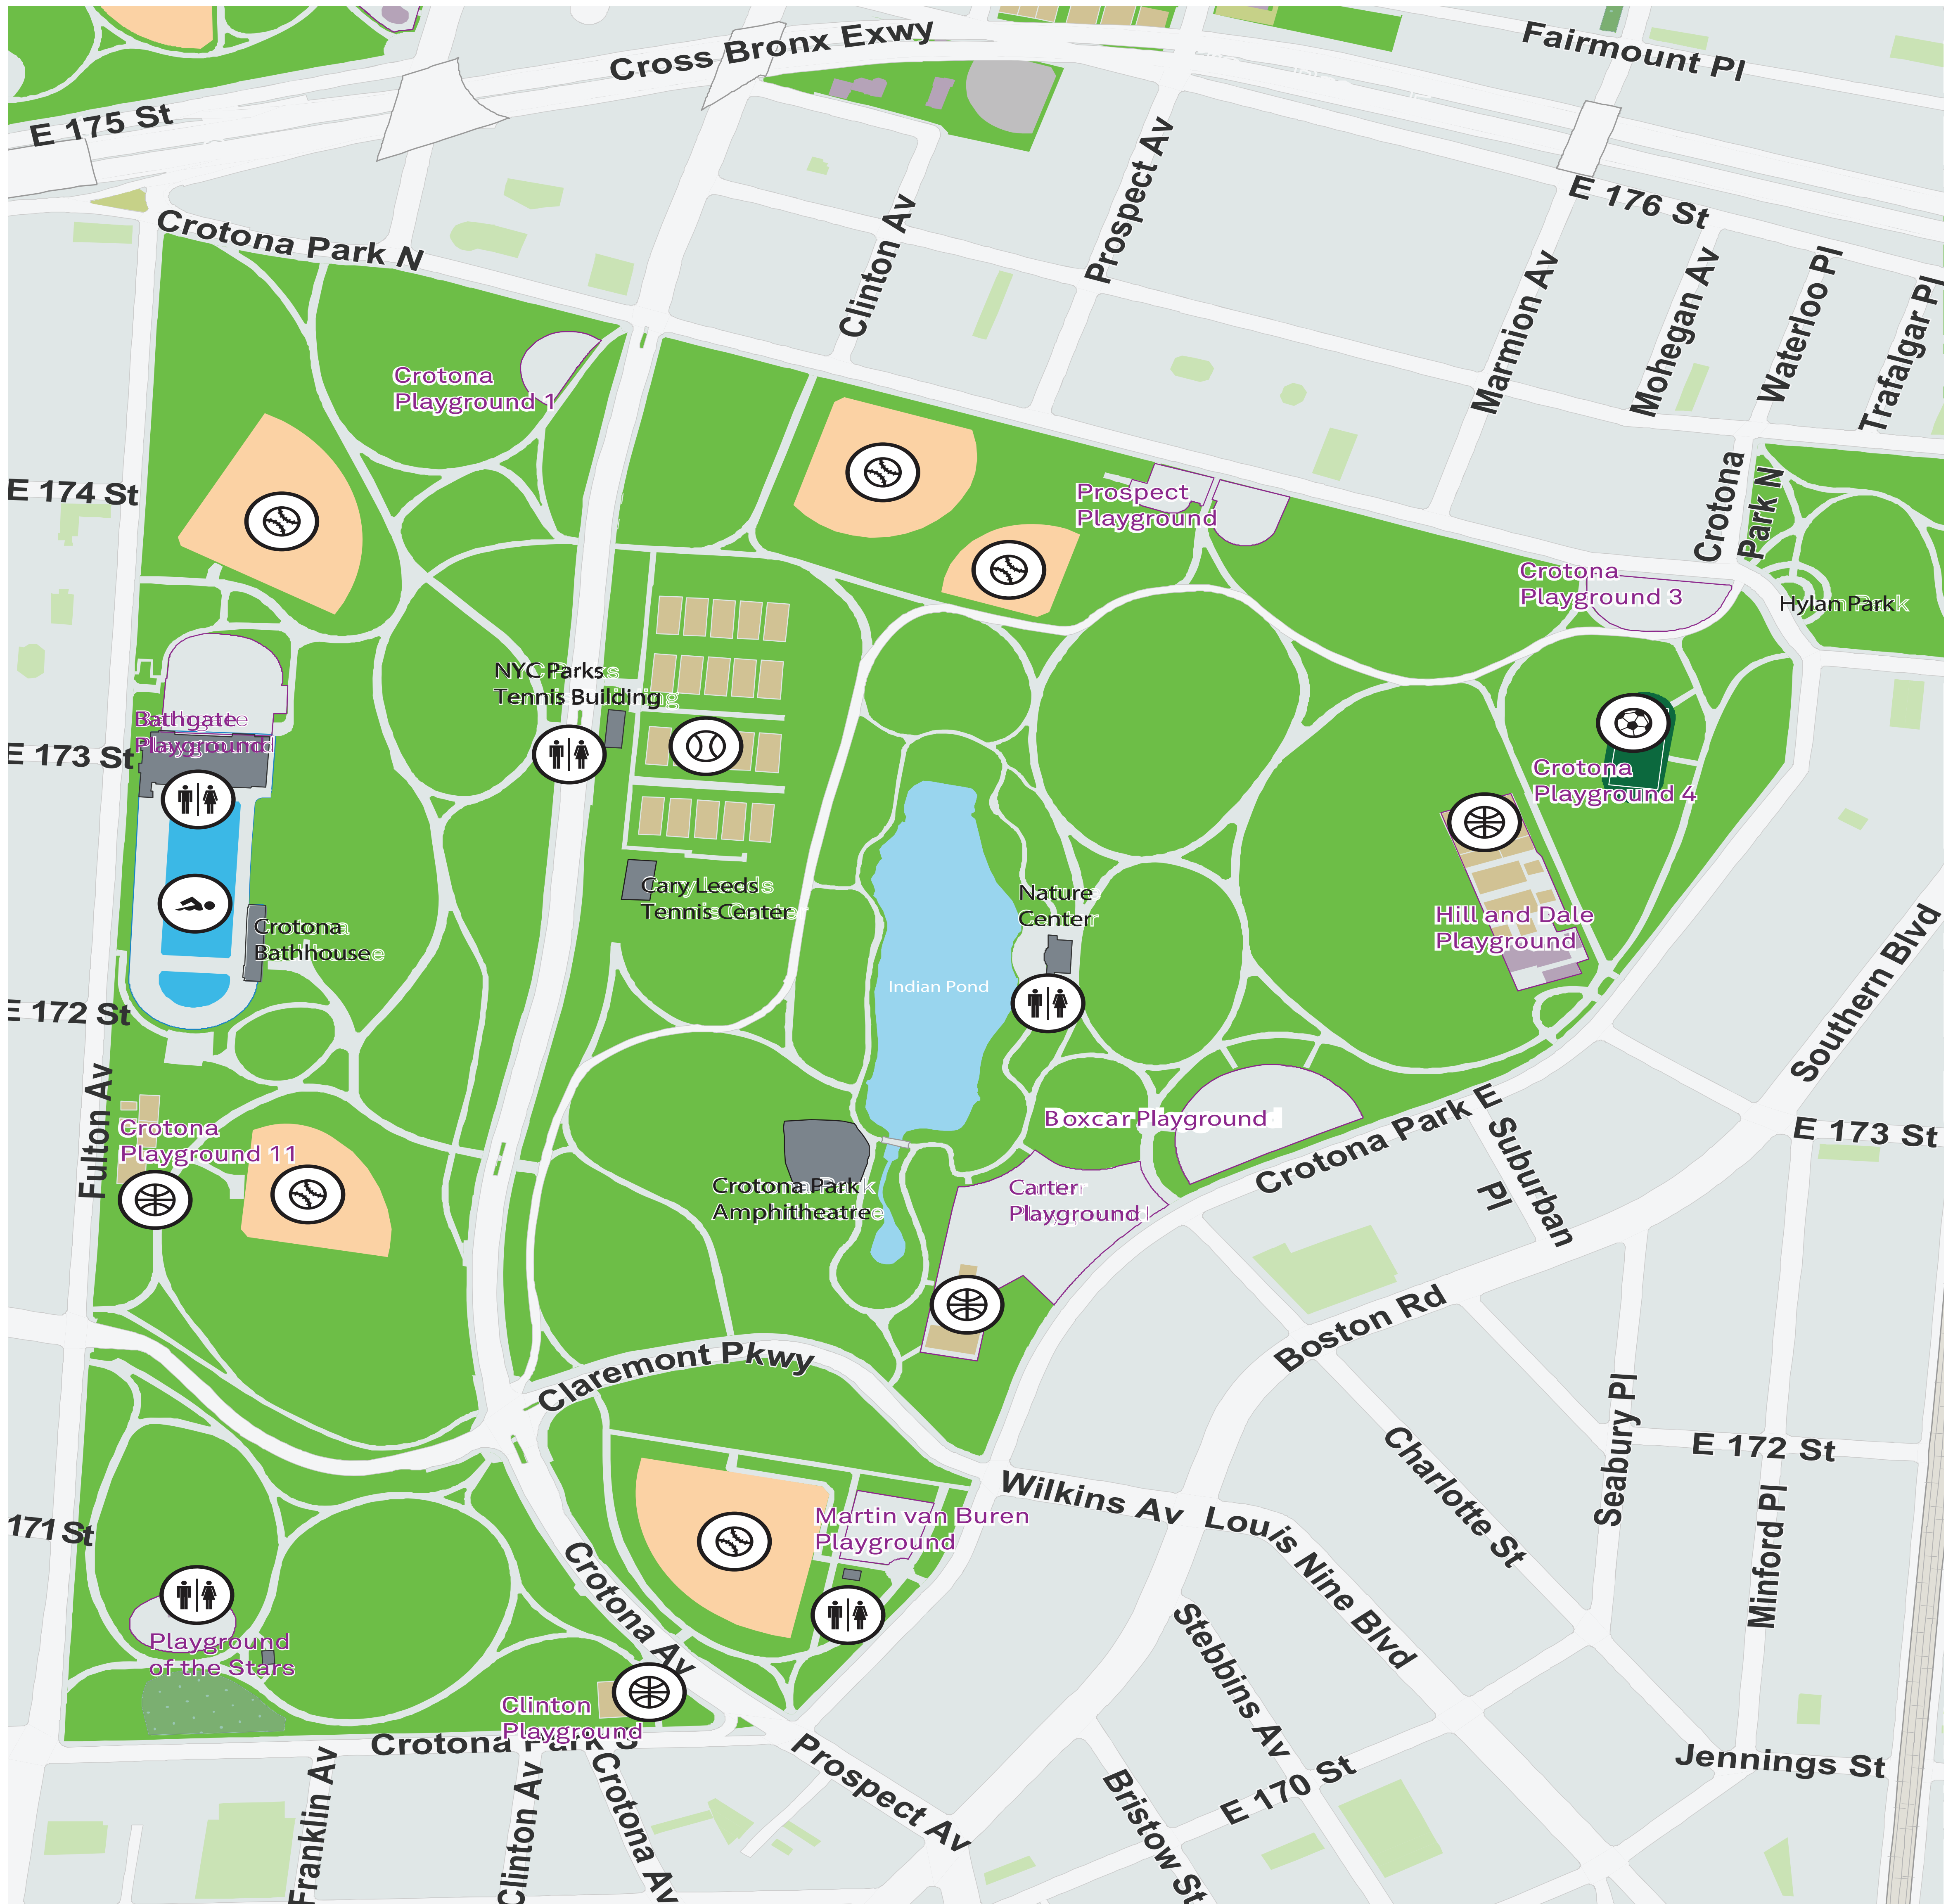 Cross Bronx Exwy
Fairmount Pl
E 175 St
E 176 St
Crotona Park N
Clinton Av
Prospect Av
Marmion Av
Mohegan Av
Waterloo Pl
Trafalgar Pl
Crotona
Playground 1
E 174 St
Prospect
Playground
Crotona
Park N
Crotona
Playground 3
Hylan Park
NYC Parks
Tennis Building
Bathgate
Playground
E 173 St
Crotona
Playground 4
Cary Leeds
Tennis Center
Nature
Center
Hill and Dale
Playground
Crotona
Bathhouse
Indian Pond
E 172 St
Southern Blvd
Fulton Av
Crotona
Playground 11
Boxcar Playground
Crotona Park E
Suburban
Pl
E 173 St
Crotona Park
Amphitheatre
Carter
Playground
Boston Rd
Claremont Pkwy
Charlotte St
Seabury Pl
E 172 St
Minford Pl
Wilkins Av
Louis Nine Blvd
171 St
Martin van Buren
Playground
Crotona Av
Playground
of the Stars
Stebbins Av
Clinton
Playground
Crotona Park S
Prospect Av
E 170 St
Jennings St
Franklin Av
Clinton Av
Crotona Av
Bristow St